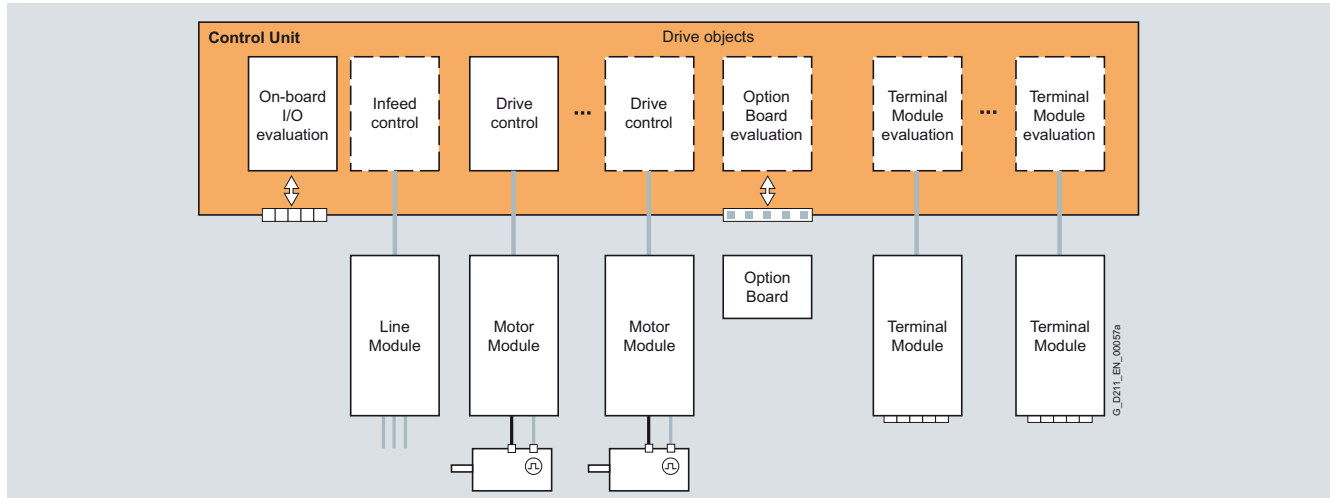 Control Unit
Drive objects
On-board
I/O
evaluation
Infeed
control
Drive
control
...
Drive
control
Option
Board
evaluation
Terminal
Module
evaluation
...
Terminal
Module
evaluation
Line
Module
Motor
Module
Motor
Module
Option
Board
Terminal
Module
Terminal
Module
G_D211_EN_00057a